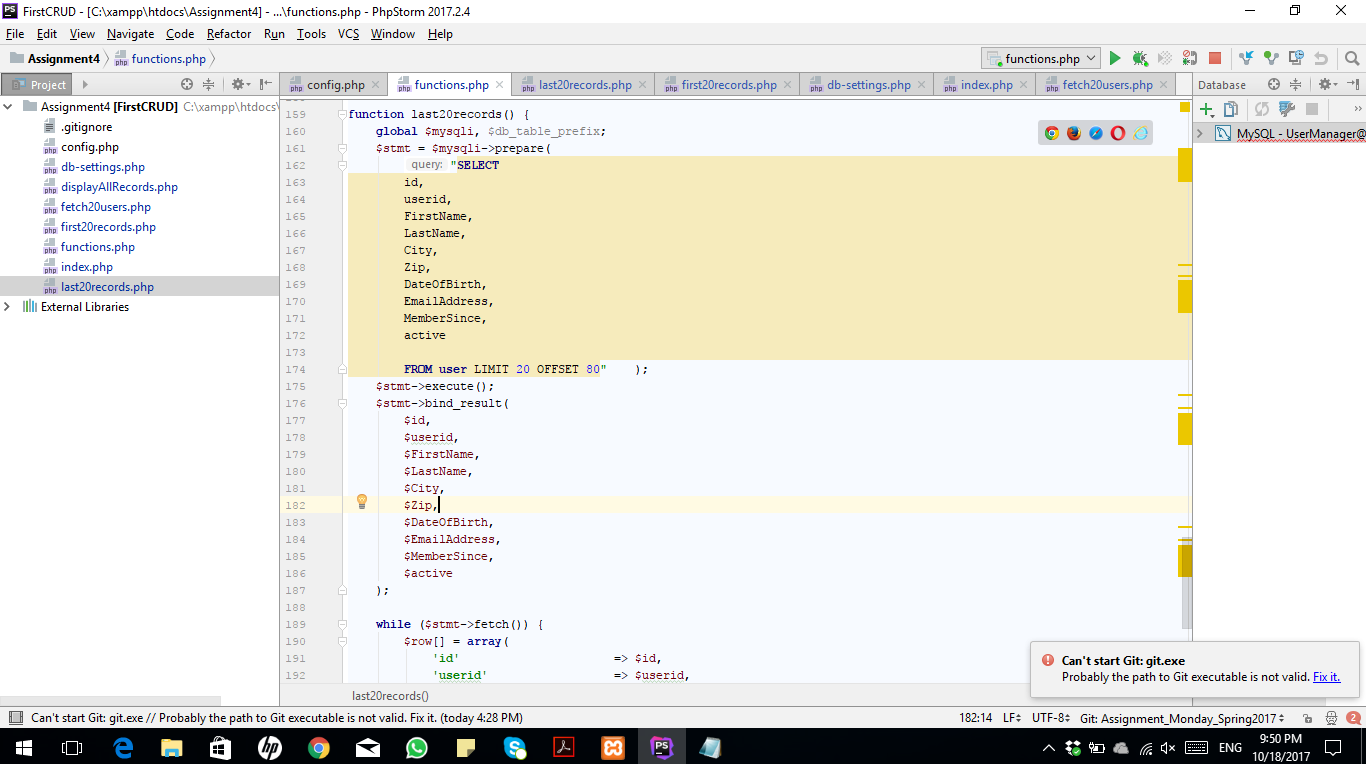 FirstCRUD - [C:\xampp\htdocs\Assignment4] - ...\functions.php - PhpStorm 2017.2.4
File Edit View Navigate Code Refactor Run Tools VCS Window Help
Assignment4 functions.php functions.php
Project config.php functions.php last20records.php first20records.php db-settings.php index.php fetch20users.php Database
Assignment4 [FirstCRUD] C:\xampp\htdocs\
.gitignore
config.php
db-settings.php
displayAllRecords.php
fetch20users.php
first20records.php
functions.php
index.php
last20records.php
External Libraries
159 function last20records() {
160 global $mysqli, $db_table_prefix;
161 $stmt = $mysqli->prepare(
162 query: "SELECT
163 id,
164 userid,
165 FirstName,
166 LastName,
167 City,
168 Zip,
169 DateOfBirth,
170 EmailAddress,
171 MemberSince,
172 active
173
174 FROM user LIMIT 20 OFFSET 80" );
175 $stmt->execute();
176 $stmt->bind_result(
177 $id,
178 $userid,
179 $FirstName,
180 $LastName,
181 $City,
182 $Zip,
183 $DateOfBirth,
184 $EmailAddress,
185 $MemberSince,
186 $active
187 );
188
189 while ($stmt->fetch()) {
190 $row[] = array(
191 'id' => $id,
192 'userid' => $userid,
last20records()
MySQL - UserManager@
Can't start Git: git.exe
Probably the path to Git executable is not valid. Fix it.
Can't start Git: git.exe // Probably the path to Git executable is not valid. Fix it. (today 4:28 PM) 182:14 LF UTF-8 Git: Assignment_Monday_Spring2017 2
ENG 9:50 PM
10/18/2017